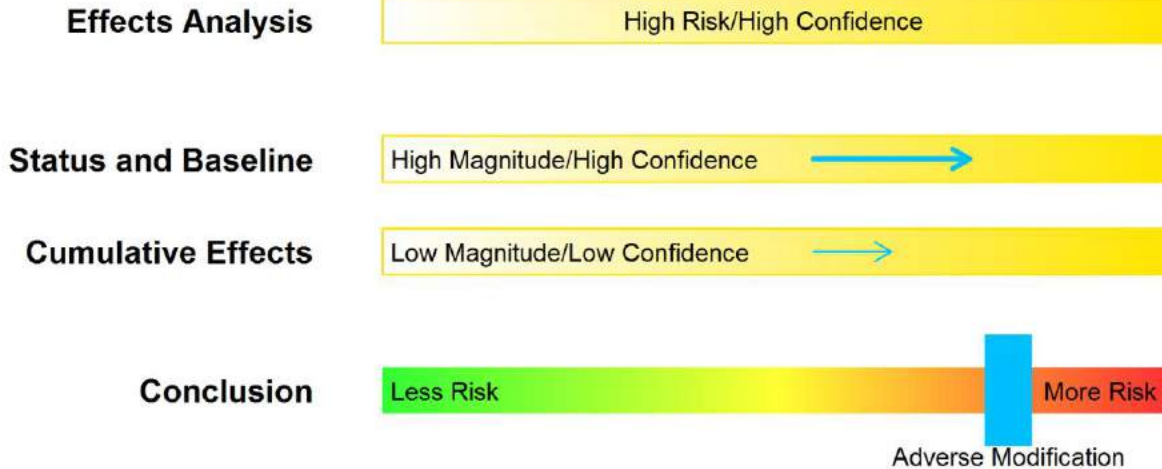 Effects Analysis High Risk/High Confidence
Status and Baseline High Magnitude/High Confidence
Cumulative Effects Low Magnitude/Low Confidence
Conclusion Less Risk More Risk
Adverse Modification